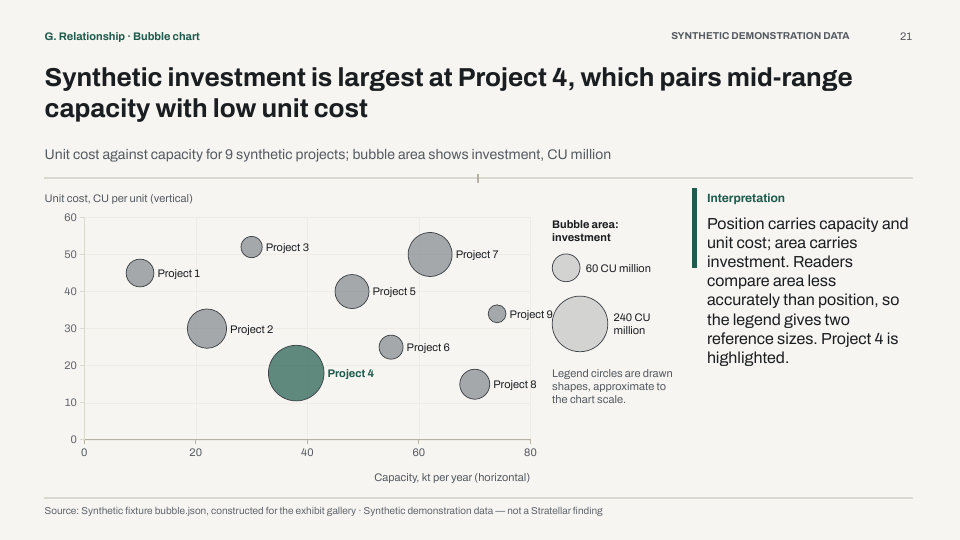 G. Relationship · Bubble chart
SYNTHETIC DEMONSTRATION DATA
21
Synthetic investment is largest at Project 4, which pairs mid-range
capacity with low unit cost
Unit cost against capacity for 9 synthetic projects; bubble area shows investment, CU million
Unit cost, CU per unit (vertical)
60
50
40
30
20
10
0
0
20
40
60
80
Project 1
Project 2
Project 3
Project 4
Project 5
Project 6
Project 7
Project 8
Project 9
Capacity, kt per year (horizontal)
Bubble area:
investment
60 CU million
240 CU
million
Legend circles are drawn
shapes, approximate to
the chart scale.
Interpretation
Position carries capacity and
unit cost; area carries
investment. Readers
compare area less
accurately than position, so
the legend gives two
reference sizes. Project 4 is
highlighted.
Source: Synthetic fixture bubble.json, constructed for the exhibit gallery · Synthetic demonstration data — not a Stratellar finding